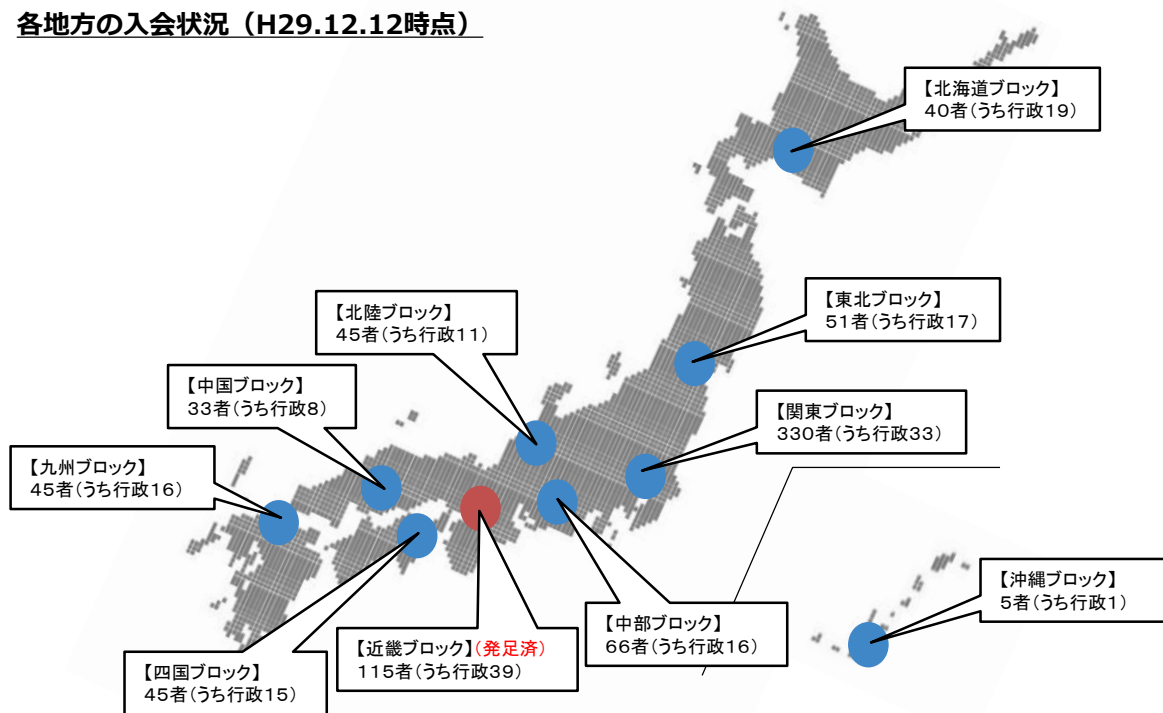 各地方の入会状況（H29.12.12時点）
【北海道ブロック】
40者(うち行政19)
【東北ブロック】
51者(うち行政17)
【北陸ブロック】
45者(うち行政11)
【中国ブロック】
33者(うち行政8)
【関東ブロック】
330者(うち行政33)
【九州ブロック】
45者(うち行政16)
【沖縄ブロック】
5者(うち行政1)
【中部ブロック】
66者(うち行政16)
【近畿ブロック】(発足済)
115者(うち行政39)
【四国ブロック】
45者(うち行政15)